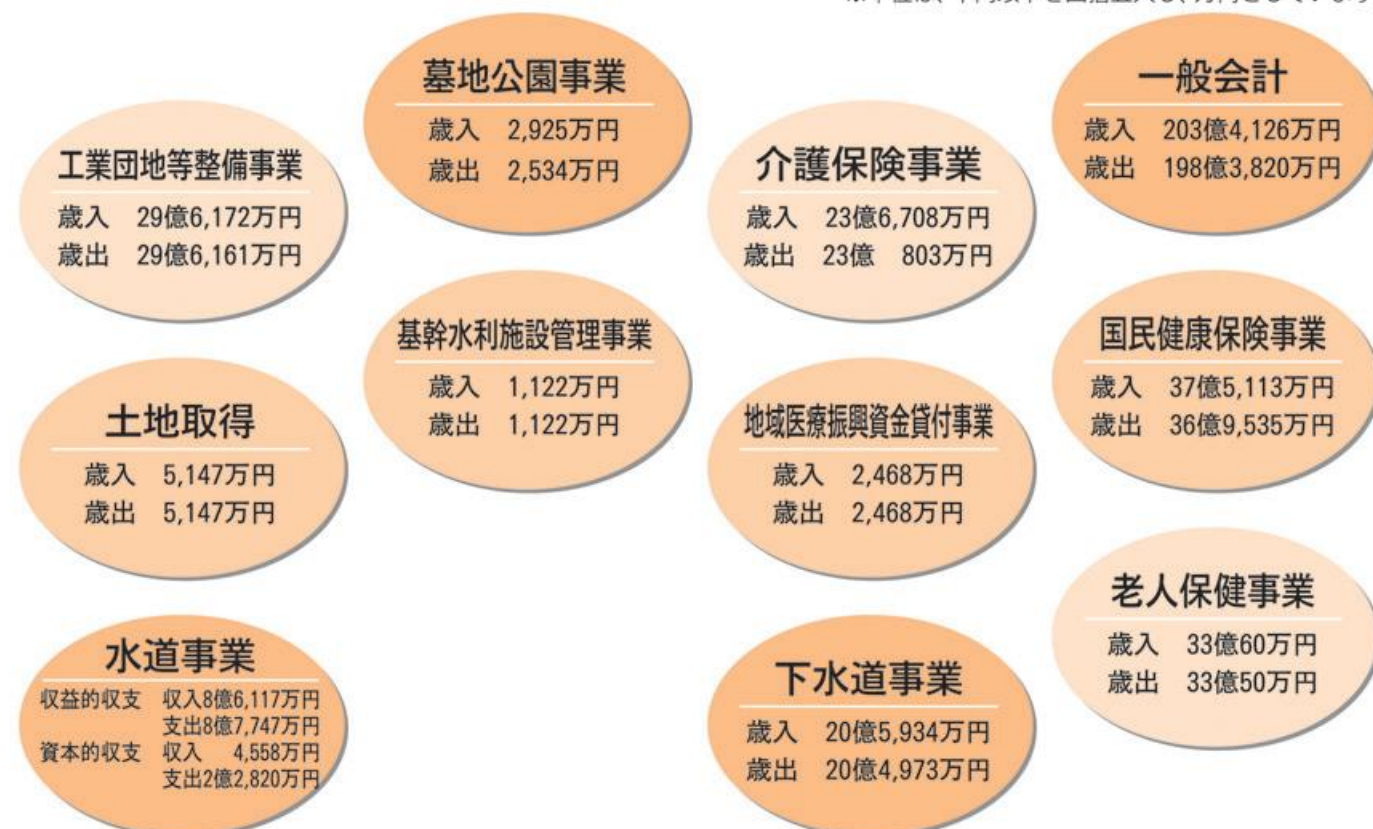 墓地公園事業
歳入 2,925万円
歳出 2,534万円
一般会計
歳入 203億4,126万円
歳出 198億3,820万円
工業団地等整備事業
歳入 29億6,172万円
歳出 29億6,161万円
介護保険事業
歳入 23億6,708万円
歳出 23億 803万円
基幹水利施設管理事業
歳入 1,122万円
歳出 1,122万円
国民健康保険事業
歳入 37億5,113万円
歳出 36億9,535万円
土地取得
歳入 5,147万円
歳出 5,147万円
地域医療振興資金貸付事業
歳入 2,468万円
歳出 2,468万円
老人保健事業
歳入 33億60万円
歳出 33億50万円
水道事業
収益的収支 収入8億6,117万円
支出8億7,747万円
資本的収支 収入 4,558万円
支出2億2,820万円
下水道事業
歳入 20億5,934万円
歳出 20億4,973万円